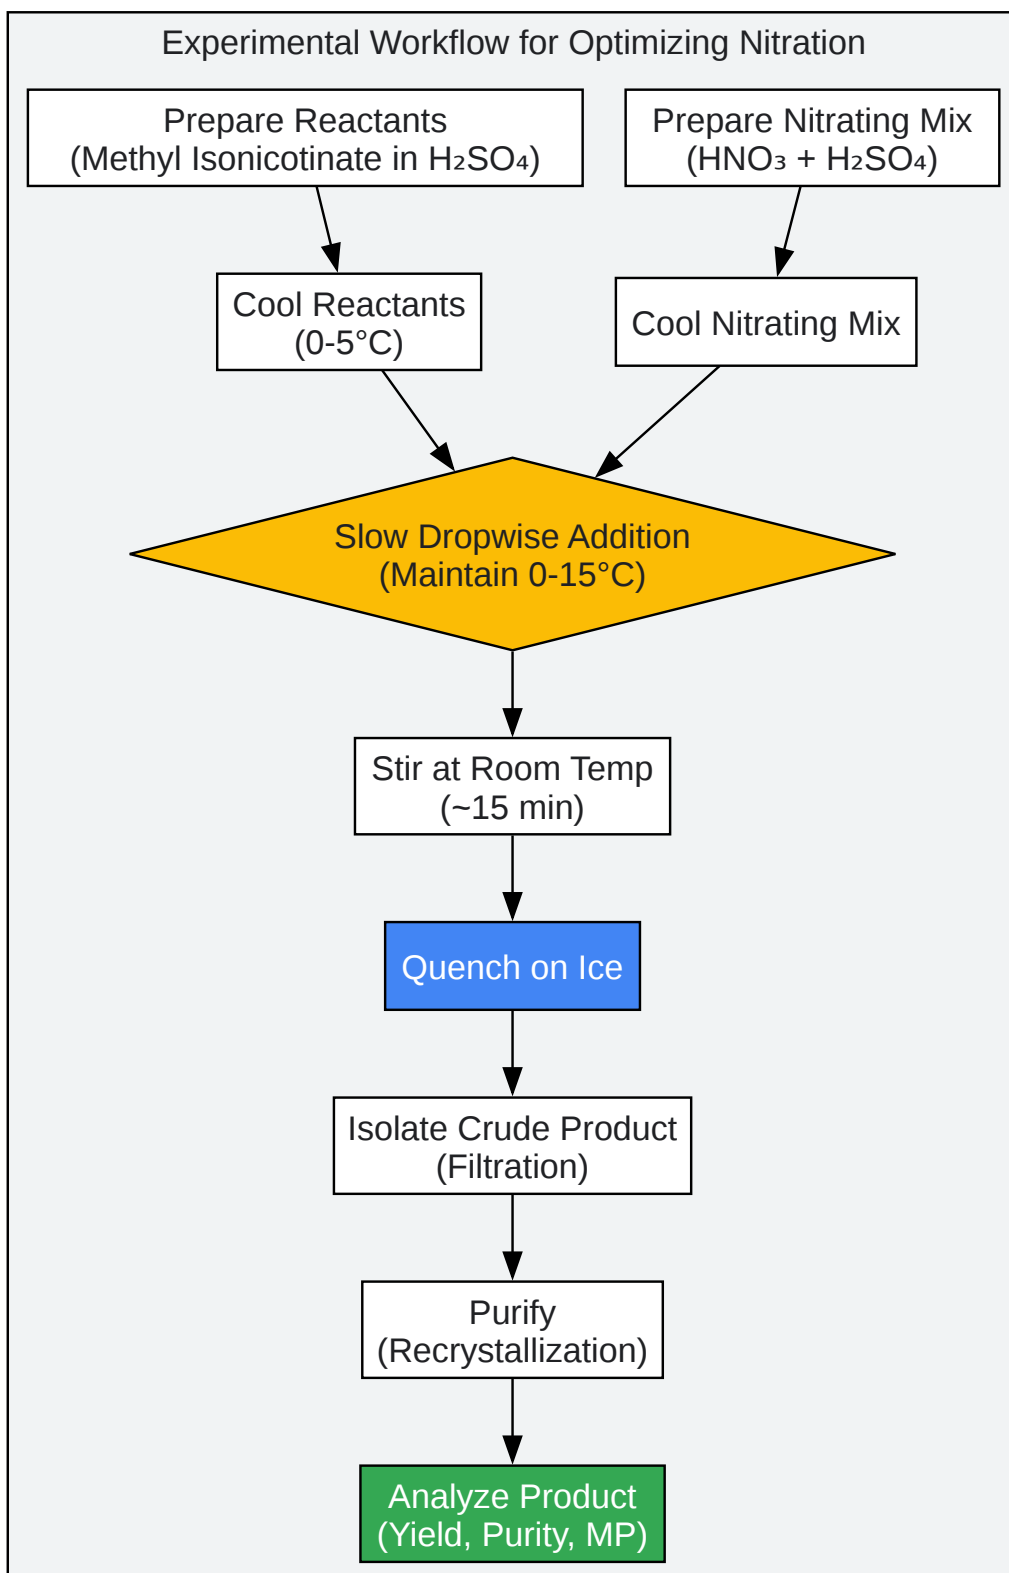 Experimental Workflow for Optimizing Nitration
Prepare Reactants
(Methyl Isonicotinate in H₂SO₄)
Prepare Nitrating Mix
(HNO₃ + H₂SO₄)
Cool Reactants
(0-5°C)
Cool Nitrating Mix
Slow Dropwise Addition
(Maintain 0-15°C)
Stir at Room Temp
(~15 min)
Quench on Ice
Isolate Crude Product
(Filtration)
Purify
(Recrystallization)
Analyze Product
(Yield, Purity, MP)